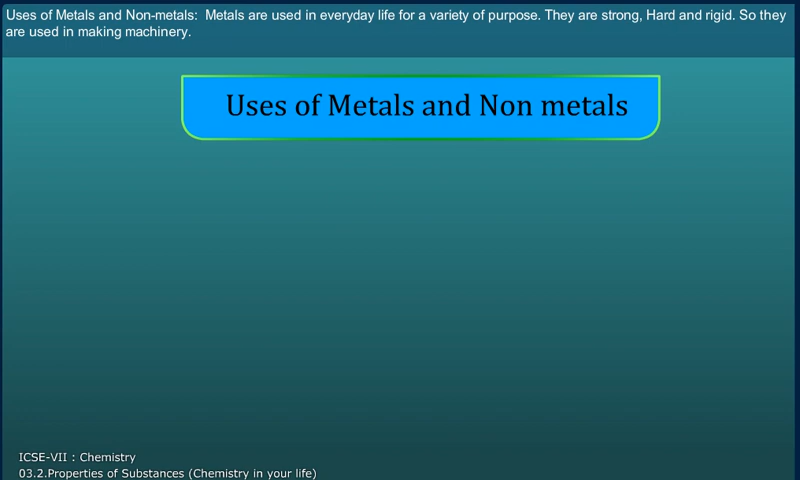 Uses of Metals and Non-metals:  Metals are used in everyday life for a variety of purpose. They are strong, Hard and rigid. So they
are used in making machinery.
Uses of Metals and Non metals
ICSE-VII : Chemistry
03.2.Properties of Substances (Chemistry in your life)